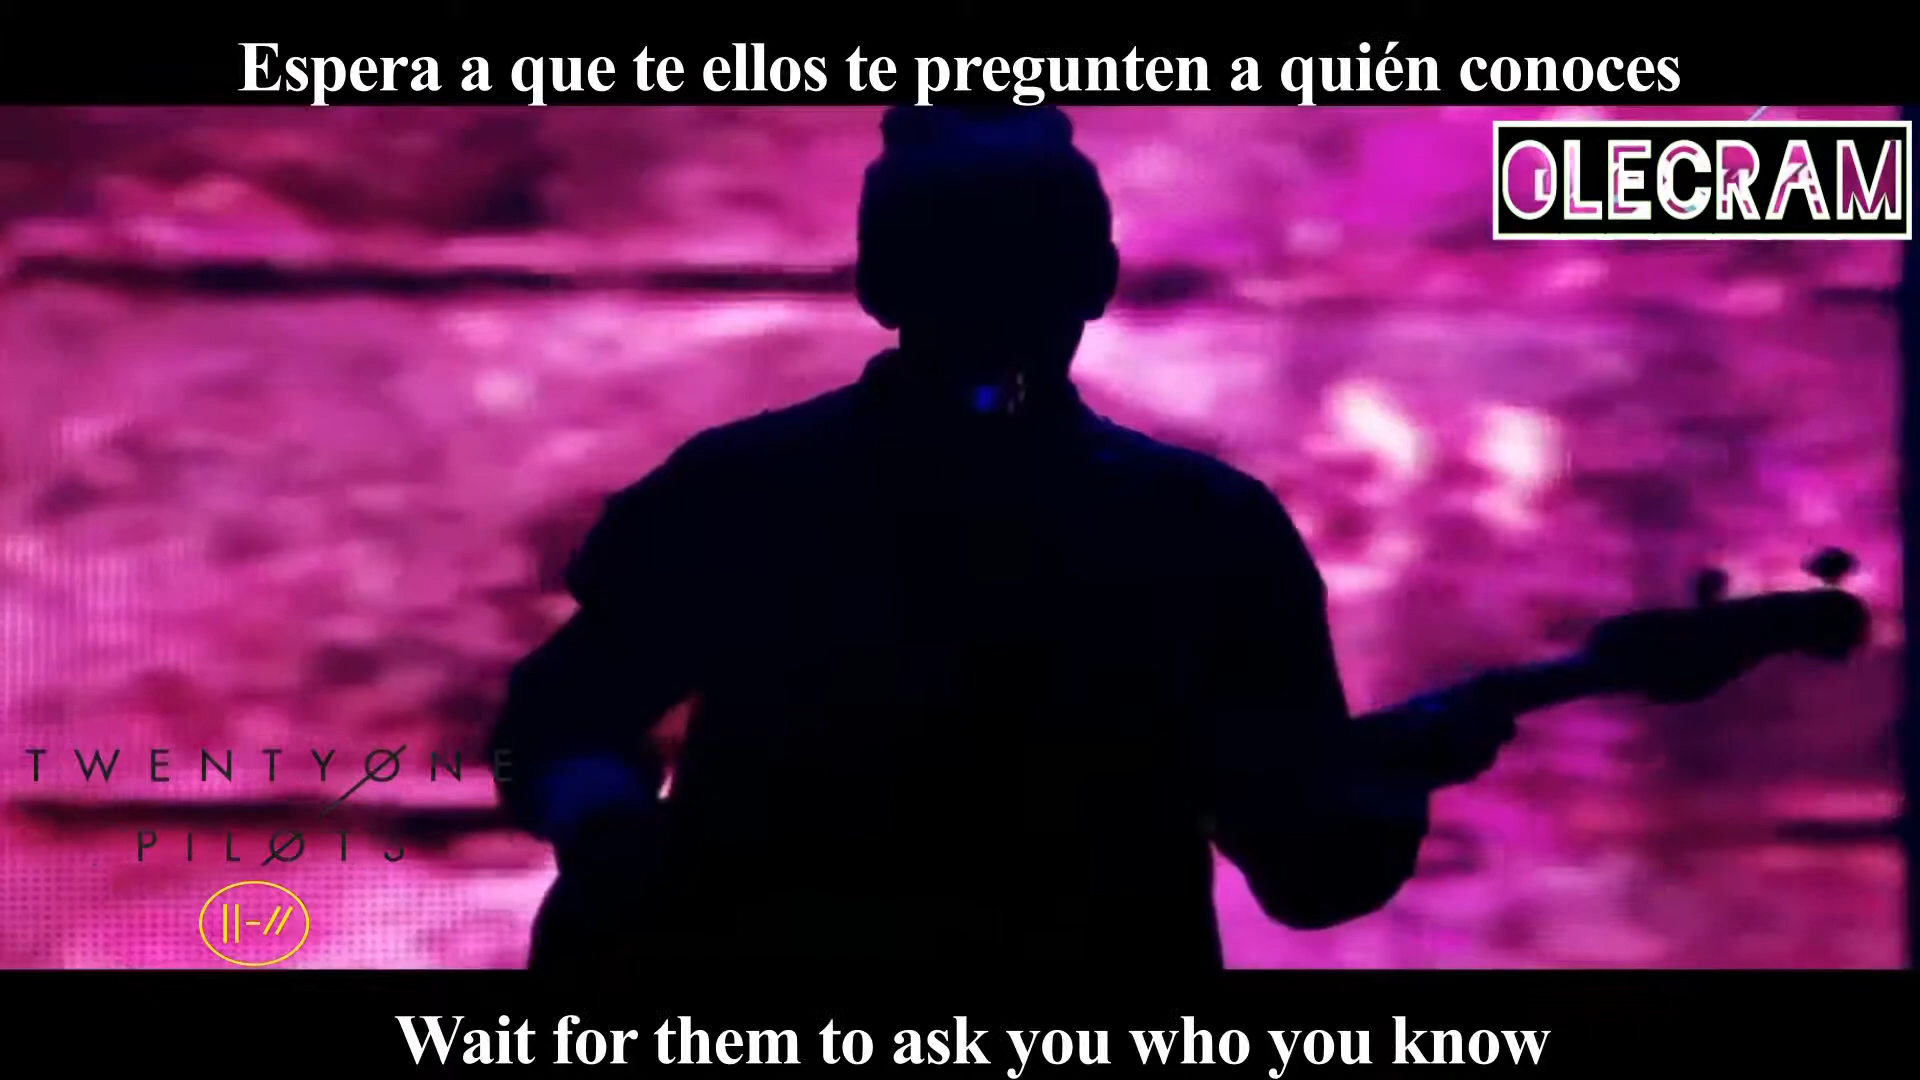 Espera a que te ellos te pregunten a quién conoces
OLECRAM
TWENTY ØNE
PILØTS
||-//
Wait for them to ask you who you know